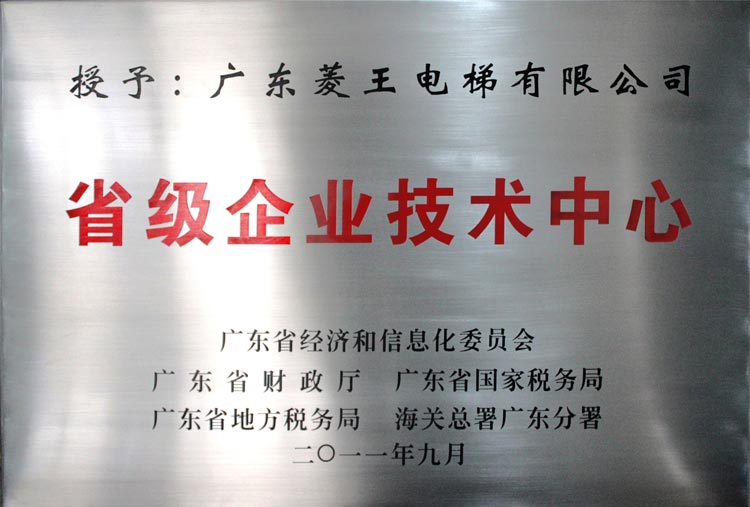 授予：广东菱王电梯有限公司
省级企业技术中心
广东省经济和信息化委员会
广东省财政厅 广东省国家税务局
广东省地方税务局 海关总署广东分署
二〇一一年九月